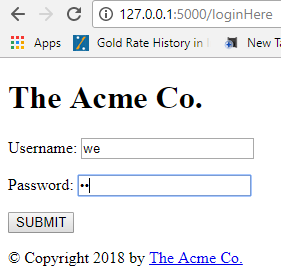 127.0.0.1:5000/loginHere
Apps Gold Rate History in I New Ta
The Acme Co.
Username: we
Password: ••
SUBMIT
© Copyright 2018 by The Acme Co.